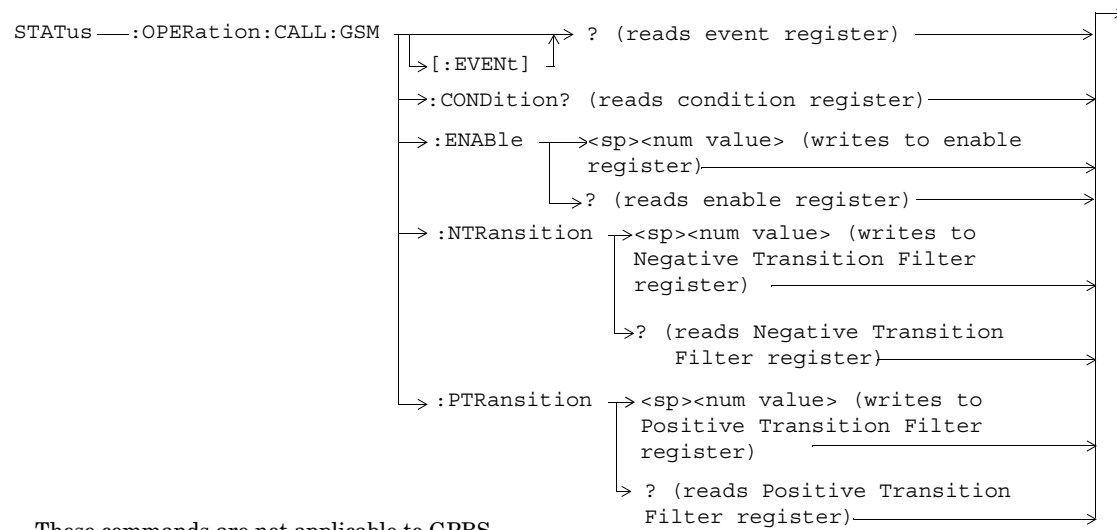 STATus :OPERation:CALL:GSM ? (reads event register)
[:EVENt]
:CONDition? (reads condition register)
:ENABle <sp><num value> (writes to enable
register)
? (reads enable register)
:NTRansition <sp><num value> (writes to
Negative Transition Filter
register)
? (reads Negative Transition
Filter register)
:PTRansition <sp><num value> (writes to
Positive Transition Filter
register)
? (reads Positive Transition
Filter register)
These commands are not applicable to GPRS